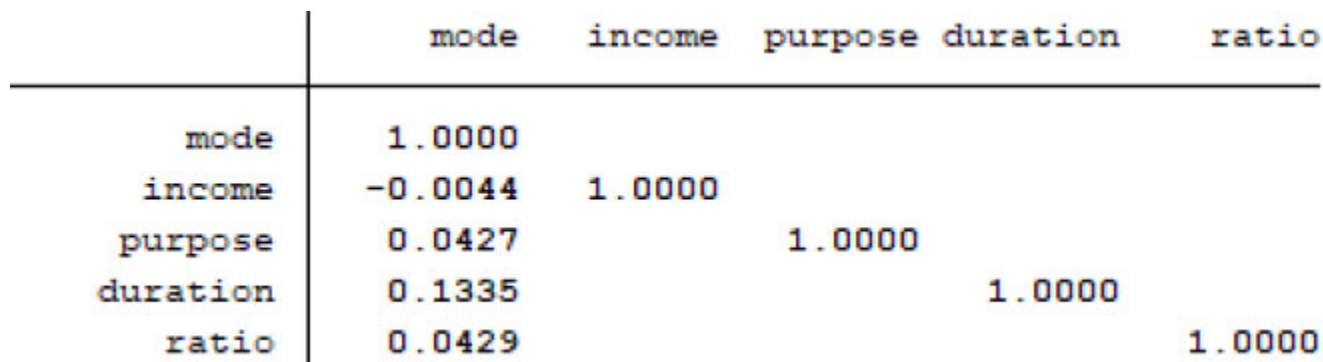 mode income purpose duration ratio
mode 1.0000
income -0.0044 1.0000
purpose 0.0427 1.0000
duration 0.1335 1.0000
ratio 0.0429 1.0000